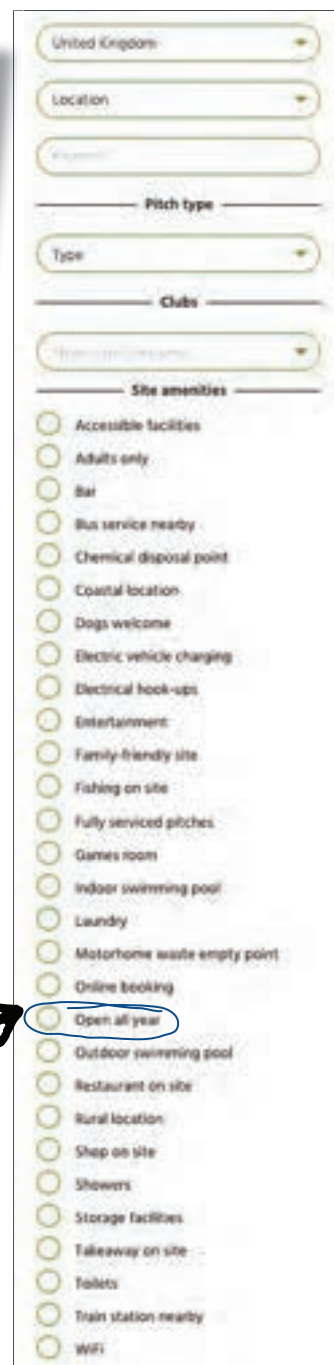 United Kingdom
Location
Pitch type
Type
Clubs
Site amenities
Accessible facilities
Adults only
Bar
Bus service nearby
Chemical disposal point
Coastal location
Dogs welcome
Electric vehicle charging
Electrical hook-ups
Entertainment
Family-friendly site
Fishing on site
Fully serviced pitches
Games room
Indoor swimming pool
Laundry
Motorhome waste empty point
Online booking
Open all year
Outdoor swimming pool
Restaurant on site
Rural location
Shop on site
Showers
Storage facilities
Takeaway on site
Toilets
Train station nearby
WiFi